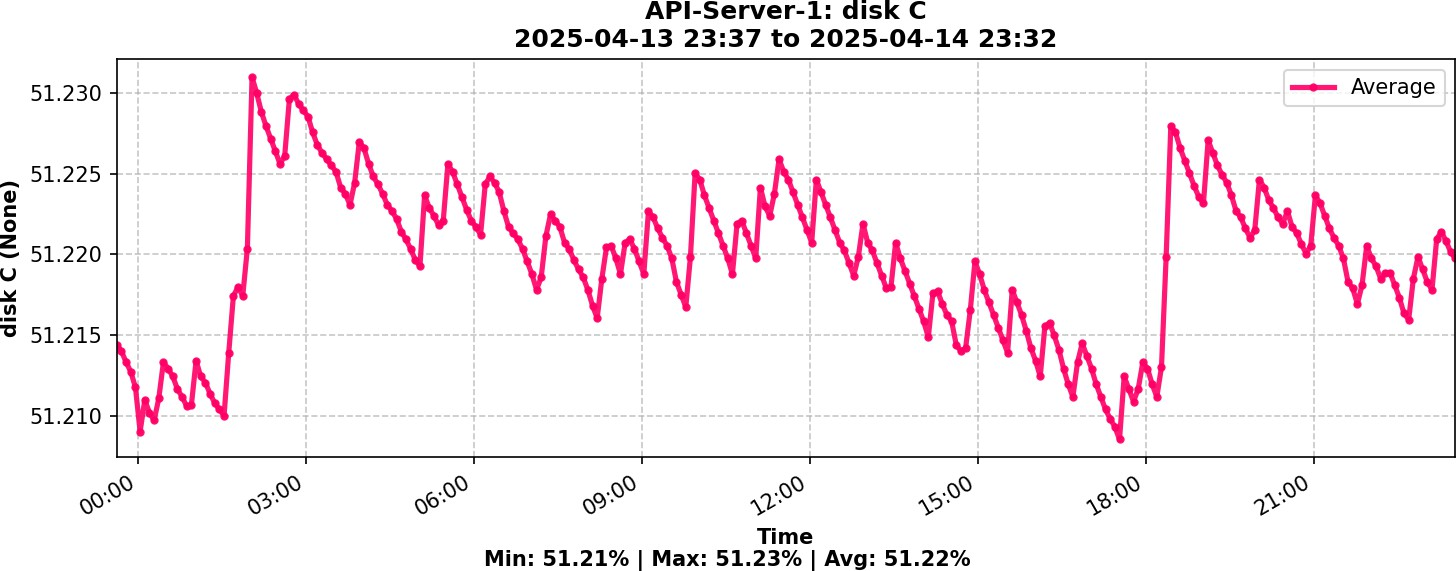 API-Server-1: disk C
2025-04-13 23:37 to 2025-04-14 23:32
Average
disk C (None)
51.230
51.225
51.220
51.215
51.210
00:00 03:00 06:00 09:00 12:00 15:00 18:00 21:00
Time
Min: 51.21% | Max: 51.23% | Avg: 51.22%